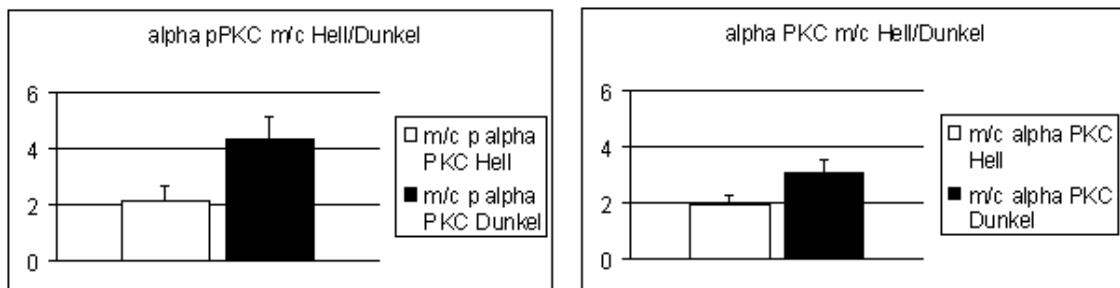 alpha pPKC m/c Hell/Dunkel
6
4
2
0
m/c p alpha
PKC Hell
m/c p alpha
PKC Dunkel
alpha PKC m/c Hell/Dunkel
6
4
2
0
m/c alpha PKC
Hell
m/c alpha PKC
Dunkel